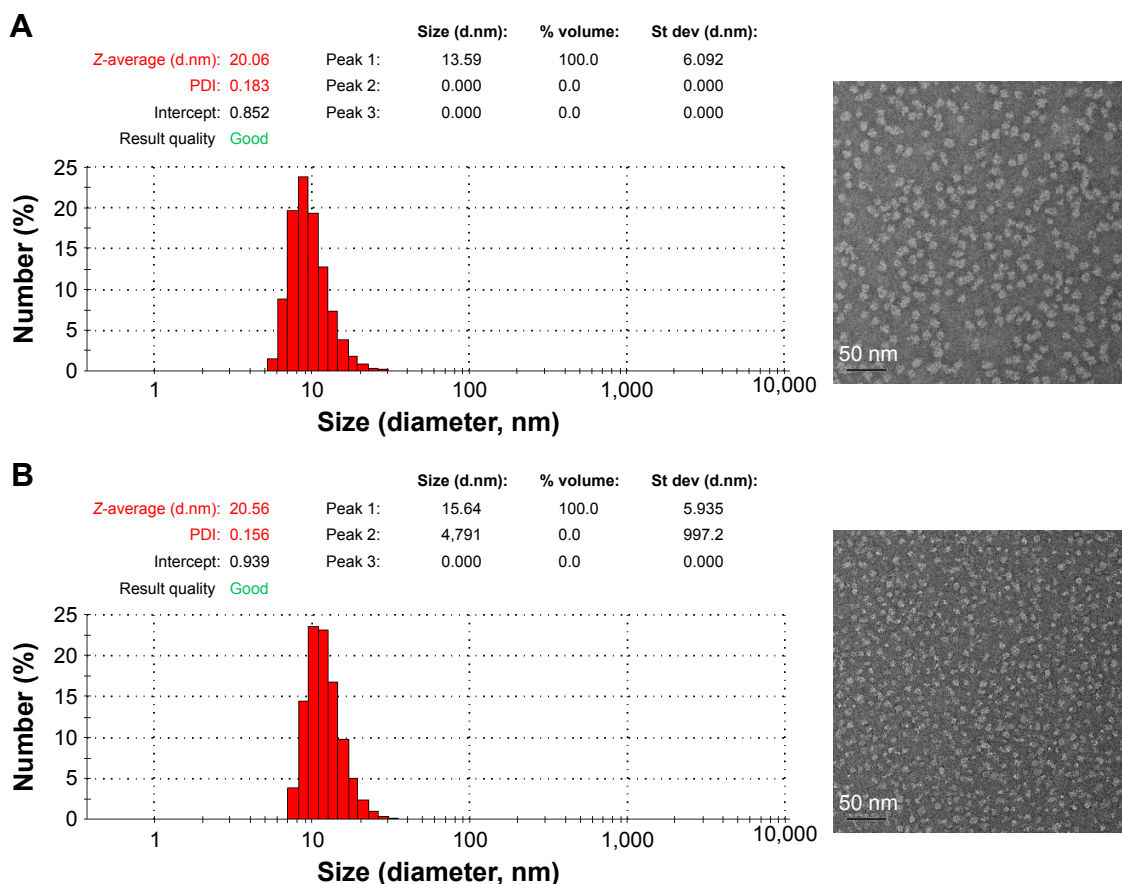 A
Size (d.nm): % volume: St dev (d.nm):
Z-average (d.nm): 20.06 Peak 1: 13.59 100.0 6.092
PDI: 0.183 Peak 2: 0.000 0.0 0.000
Intercept: 0.852 Peak 3: 0.000 0.0 0.000
Result quality Good
25
20
15
10
5
0
Number (%)
1 10 100 1,000 10,000
Size (diameter, nm)
50 nm
B
Size (d.nm): % volume: St dev (d.nm):
Z-average (d.nm): 20.56 Peak 1: 15.64 100.0 5.935
PDI: 0.156 Peak 2: 4,791 0.0 997.2
Intercept: 0.939 Peak 3: 0.000 0.0 0.000
Result quality Good
25
20
15
10
5
0
Number (%)
1 10 100 1,000 10,000
Size (diameter, nm)
50 nm